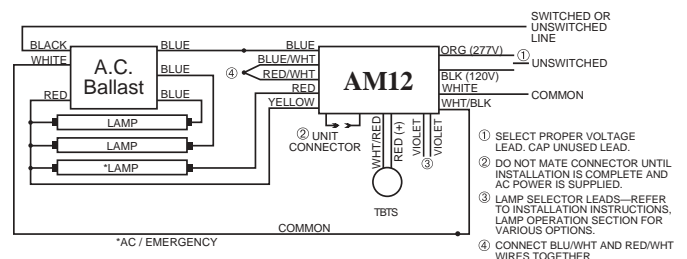 SWITCHED OR
UNSWITCHED
LINE
BLACK
BLUE
BLUE
ORG (277V)
①
WHITE
BLUE/WHT
UNSWITCHED
A.C.
Ballast
BLUE
④
RED/WHT
AM12
BLK (120V)
RED
WHITE
COMMON
RED
BLUE
YELLOW
WHT/BLK
LAMP
② UNIT
CONNECTOR
WHT/RED
RED (+)
VIOLET
VIOLET
LAMP
③
*LAMP
TBTS
COMMON
*AC / EMERGENCY
① SELECT PROPER VOLTAGE
LEAD. CAP UNUSED LEAD.
② DO NOT MATE CONNECTOR UNTIL
INSTALLATION IS COMPLETE AND
AC POWER IS SUPPLIED.
③ LAMP SELECTOR LEADS—REFER
TO INSTALLATION INSTRUCTIONS,
LAMP OPERATION SECTION FOR
VARIOUS OPTIONS.
④ CONNECT BLU/WHT AND RED/WHT
WIRES TOGETHER